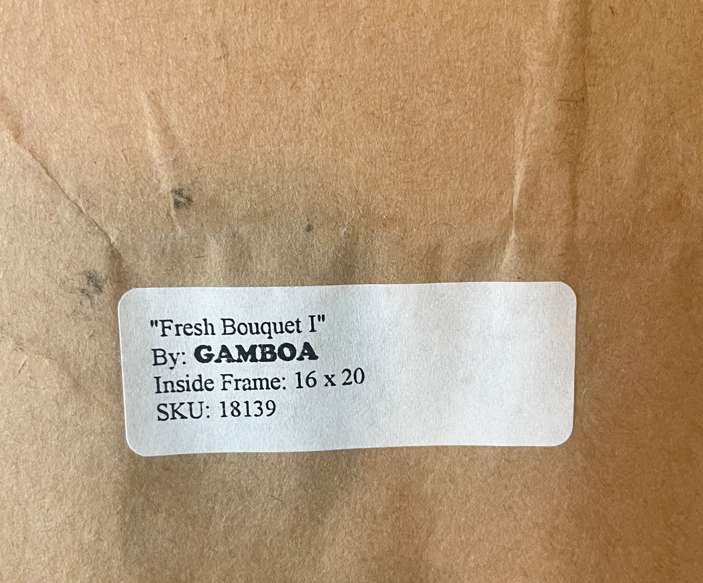 "Fresh Bouquet I"
By: GAMBOA
Inside Frame: 16 x 20
SKU: 18139